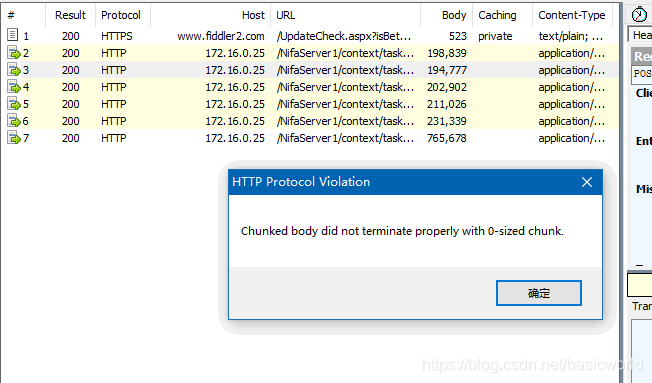 # Result Protocol Host URL Body Caching Content-Type
1 200 HTTPS www.fiddler2.com /UpdateCheck.aspx?isBet... 523 private text/plain; ...
2 200 HTTP 172.16.0.25 /NifaServer1/context/task... 198,839 application/...
3 200 HTTP 172.16.0.25 /NifaServer1/context/task... 194,777 application/...
4 200 HTTP 172.16.0.25 /NifaServer1/context/task... 202,902 application/...
5 200 HTTP 172.16.0.25 /NifaServer1/context/task... 211,026 application/...
6 200 HTTP 172.16.0.25 /NifaServer1/context/task... 231,339 application/...
7 200 HTTP 172.16.0.25 /NifaServer1/context/task... 765,678 application/...
Hea
Re
POS
Clie
Ent
Mis
Tran
HTTP Protocol Violation
Chunked body did not terminate properly with 0-sized chunk.
确定
https://blog.csdn.net/basicworld